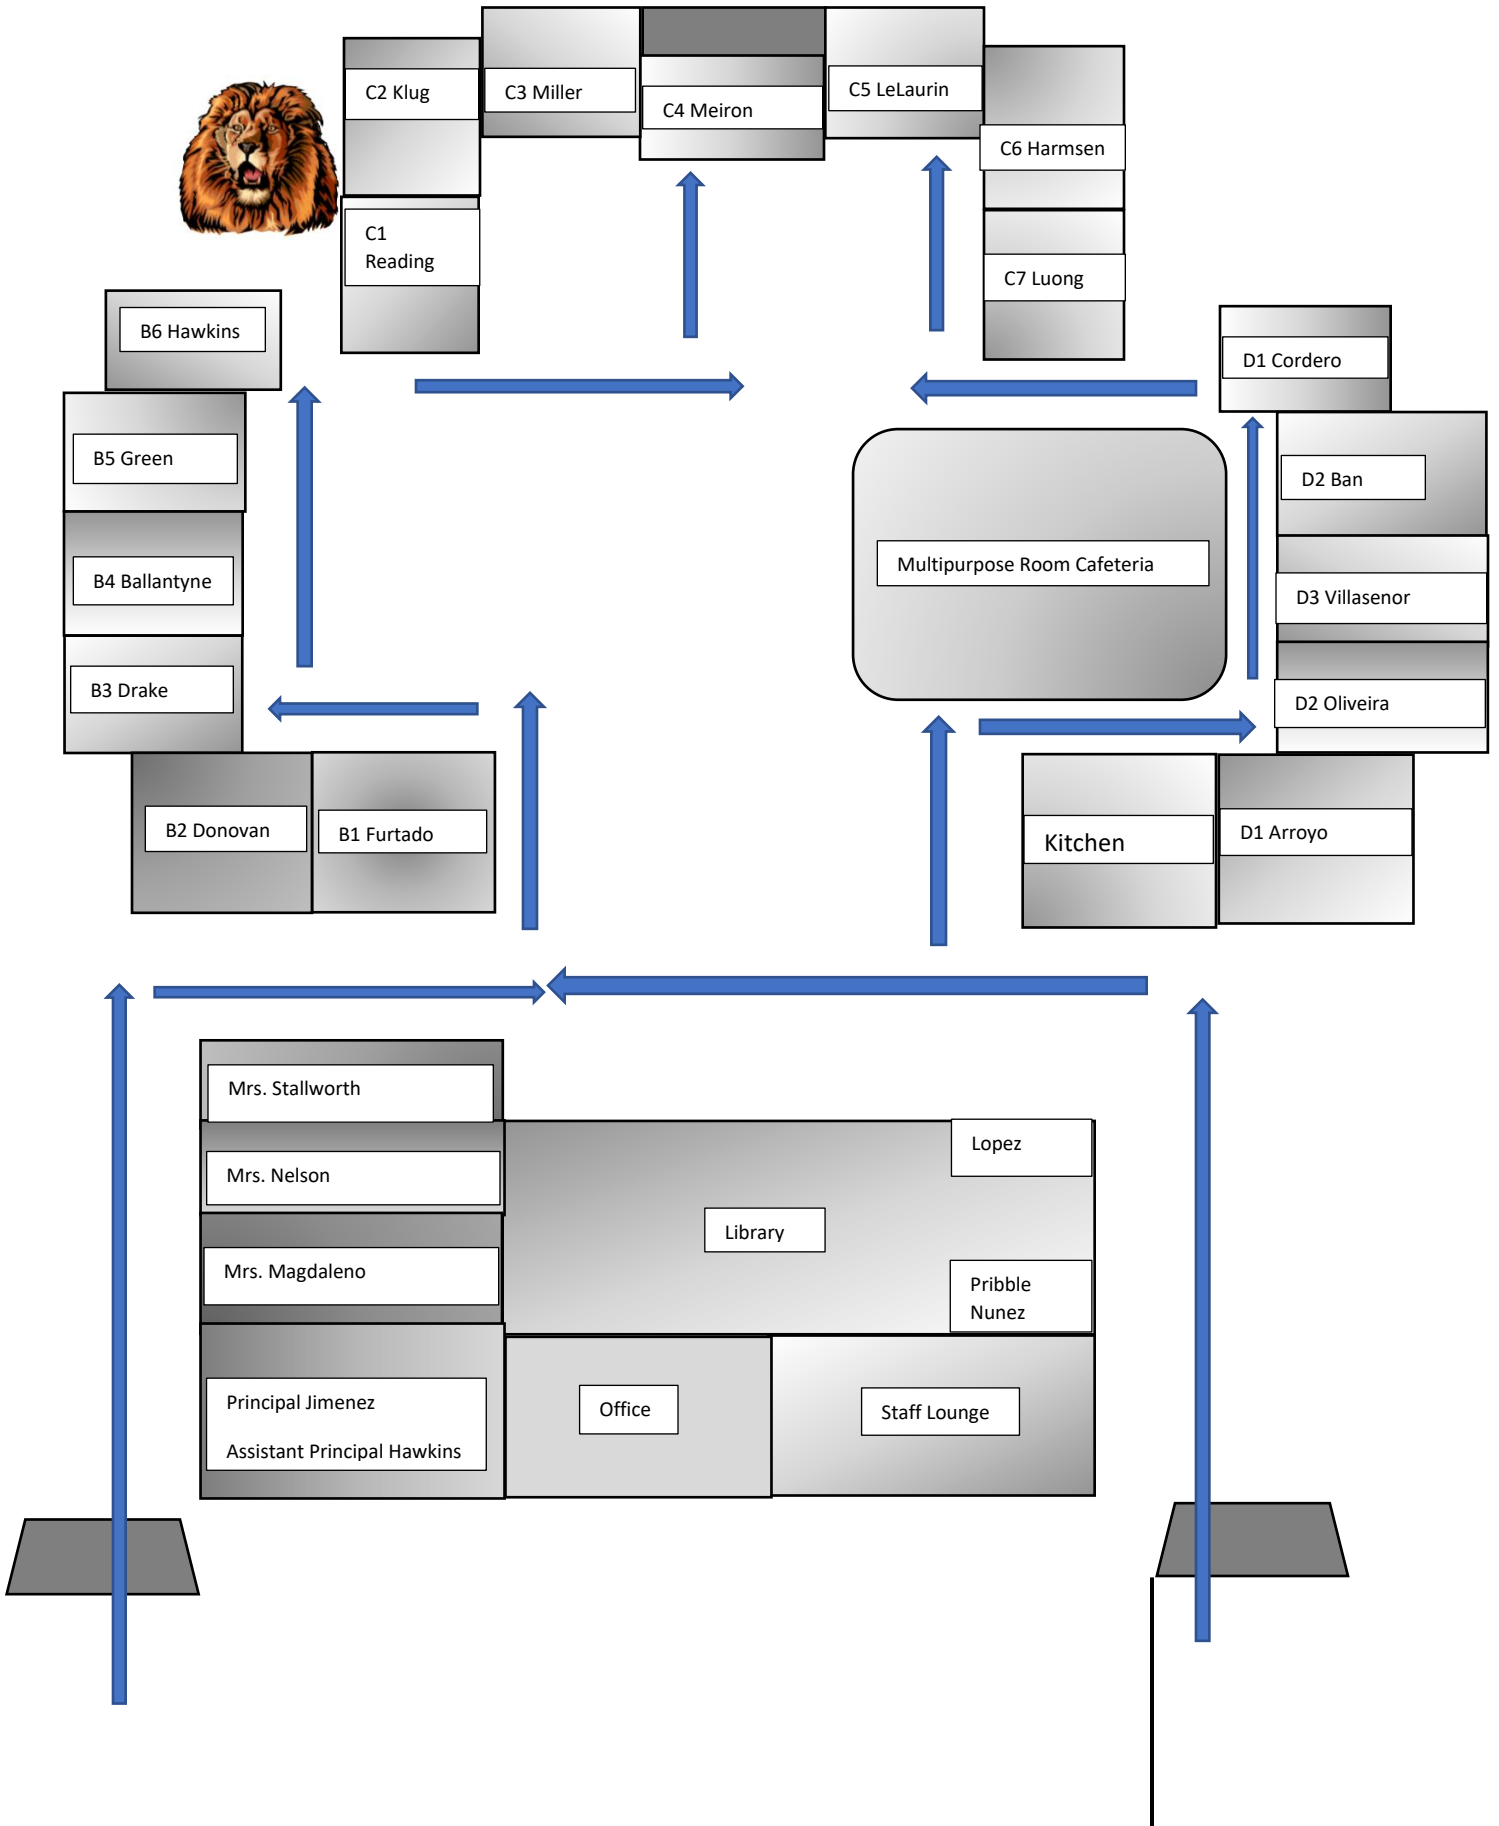 C2 Klug
C3 Miller
C4 Meiron
C5 LeLaurin
C6 Harmsen
C1
Reading
C7 Luong
B6 Hawkins
D1 Cordero
B5 Green
D2 Ban
B4 Ballantyne
Multipurpose Room Cafeteria
D3 Villasenor
B3 Drake
D2 Oliveira
B2 Donovan
B1 Furtado
Kitchen
D1 Arroyo
Mrs. Stallworth
Mrs. Nelson
Lopez
Library
Mrs. Magdaleno
Pribble
Nunez
Principal Jimenez
Assistant Principal Hawkins
Office
Staff Lounge